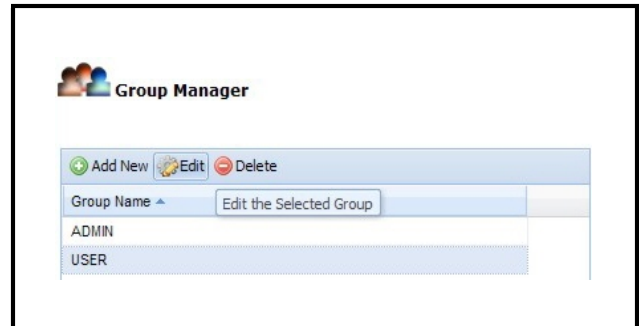 Group Manager
Add New Edit Delete
Group Name
Edit the Selected Group
ADMIN
USER